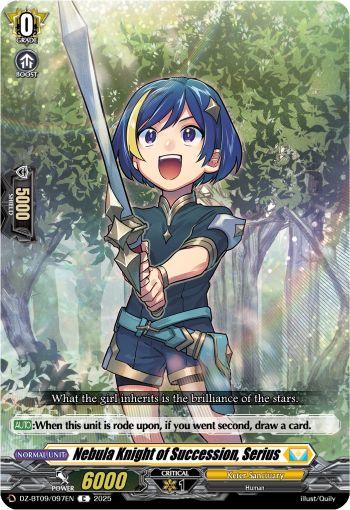 0
GRADE
BOOST
5000
SHIELD
What the girl inherits is the brilliance of the stars.
AUTO:When this unit is rode upon, if you went second, draw a card.
NORMAL UNIT
Nebula Knight of Succession, Serius
POWER
6000
CRITICAL
1
Keter Sanctuary
Human
DZ-BT09/097EN C 2025
illust/Quily